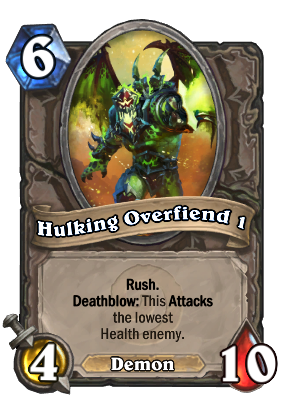 6
Hulking Overfiend 1
Rush.
Deathblow: This Attacks
the lowest
Health enemy.
4
Demon
10